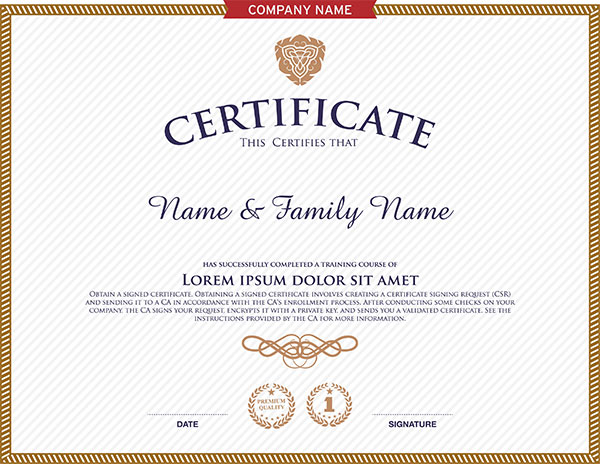 COMPANY NAME
CERTIFICATE
THIS CERTIFIES THAT
Name & Family Name
HAS SUCCESSFULLY COMPLETED A TRAINING COURSE OF
LOREM IPSUM DOLOR SIT AMET
OBTAIN A SIGNED CERTIFICATE. OBTAINING A SIGNED CERTIFICATE INVOLVES CREATING A CERTIFICATE SIGNING REQUEST (CSR)
AND SENDING IT TO A CA IN ACCORDANCE WITH THE CA'S ENROLLMENT PROCESS. AFTER CONDUCTING SOME CHECKS ON YOUR
COMPANY, THE CA SIGNS YOUR REQUEST, ENCRYPTS IT WITH A PRIVATE KEY, AND SENDS YOU A VALIDATED CERTIFICATE. SEE THE
INSTRUCTIONS PROVIDED BY THE CA FOR MORE INFORMATION.
PREMIUM
QUALITY
1
DATE
SIGNATURE